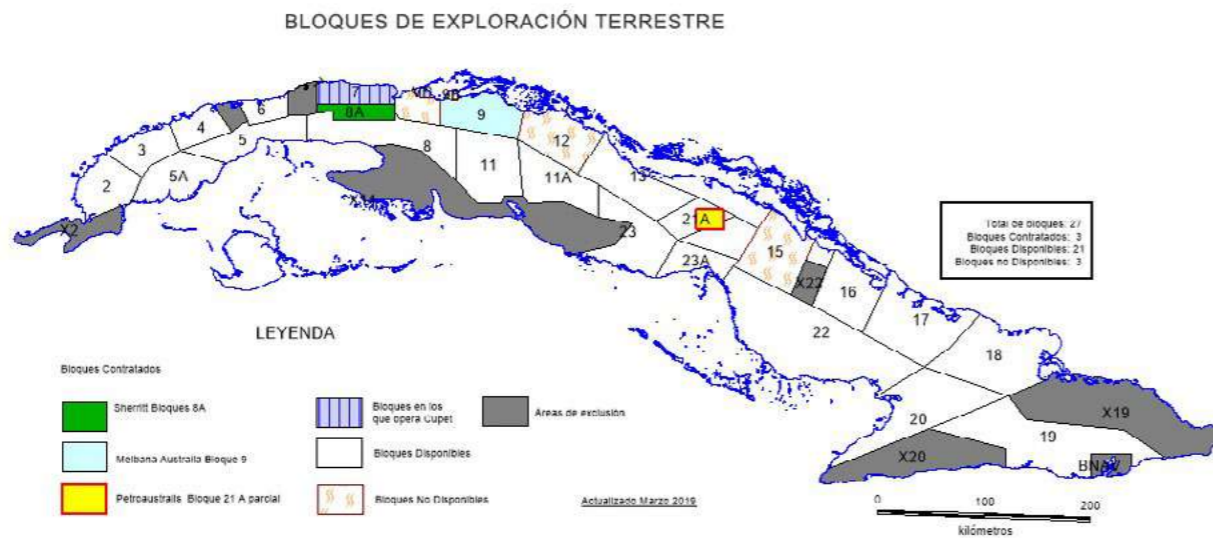 BLOQUES DE EXPLORACIÓN TERRESTRE
7
8A
9B
9
6
4
3
5
2
5A
X2
8
11
11A
12
13
23
21A
23A
15
X22
16
17
22
18
20
X20
19
X19
Total de bloques: 27
Bloques Contratados: 3
Bloques Disponibles: 21
Bloques no Disponibles: 3
LEYENDA
Bloques Contratados
Sherritt Bloques 8A
Melbana Australia Bloque 9
Petroaustralis Bloque 21 A parcial
Bloques en los
que opera Cupet
Bloques Disponibles
Bloques No Disponibles
Áreas de exclusión
Actualizado Marzo 2019
0 100 200
kilómetros